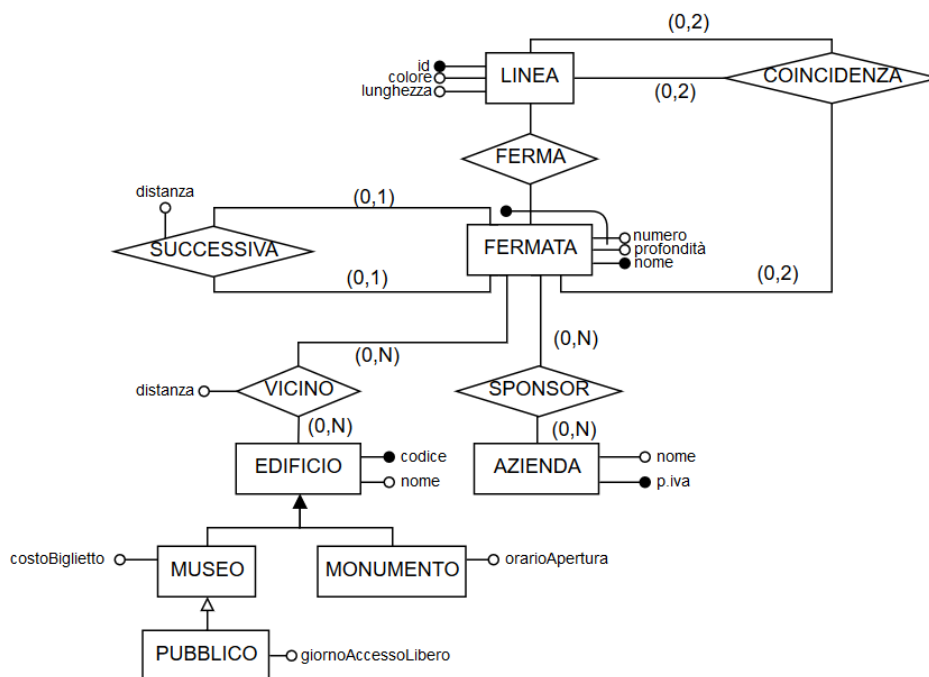 (0,2)
id
colore
lunghezza
LINEA
COINCIDENZA
(0,2)
FERMA
distanza
(0,1)
SUCCESSIVA
FERMATA
numero
profondità
nome
(0,1)
(0,2)
(0,N)
(0,N)
distanza
VICINO
SPONSOR
(0,N)
(0,N)
EDIFICIO
codice
nome
AZIENDA
nome
p.iva
costoBiglietto
MUSEO
MONUMENTO
orarioApertura
PUBBLICO
giornoAccessoLibero